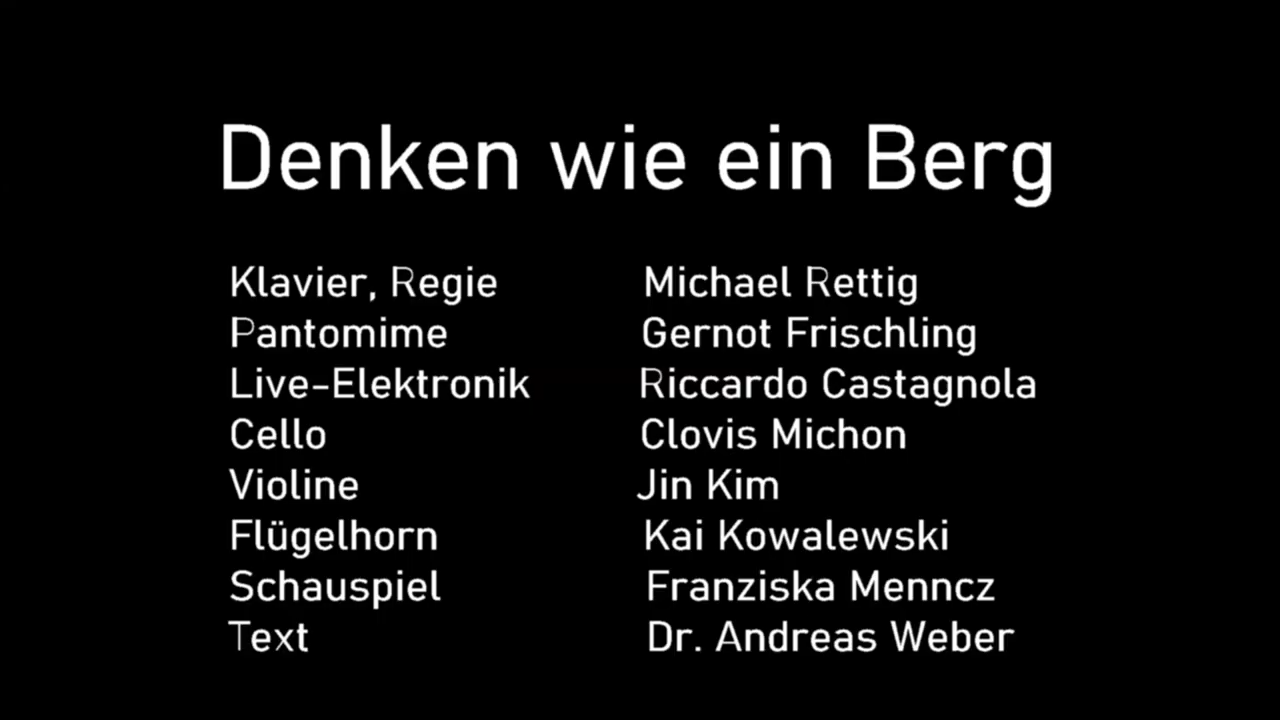 Denken wie ein Berg
Klavier, Regie Michael Rettig
Pantomime Gernot Frischling
Live-Elektronik Riccardo Castagnola
Cello Clovis Michon
Violine Jin Kim
Flügelhorn Kai Kowalewski
Schauspiel Franziska Menncz
Text Dr. Andreas Weber